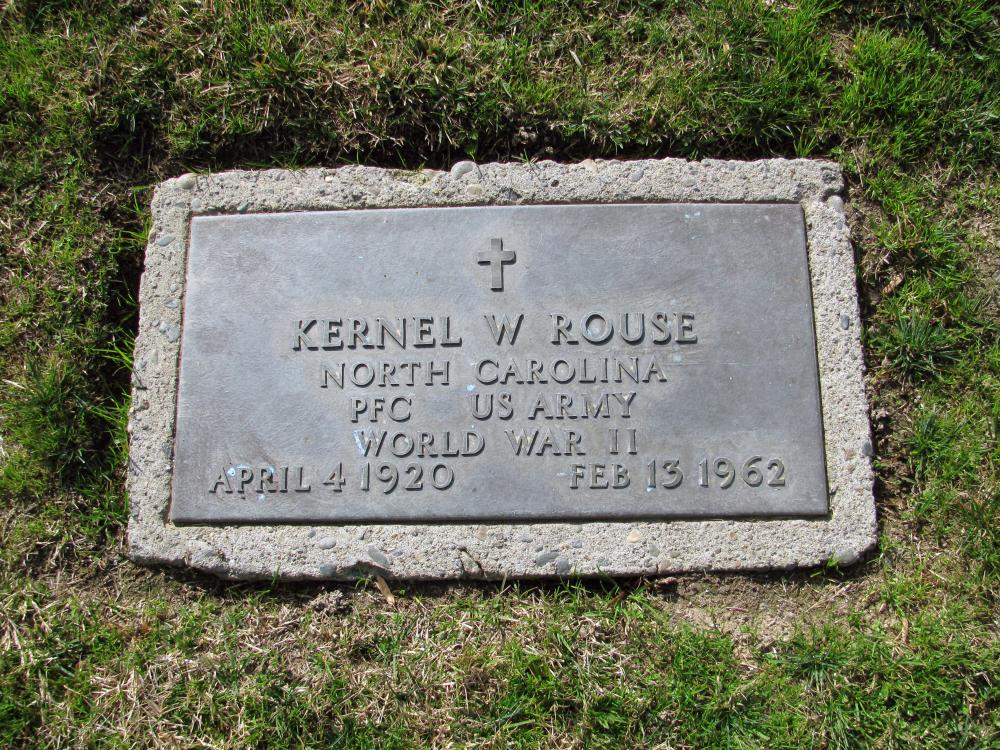 KERNEL W ROUSE
NORTH CAROLINA
PFC US ARMY
WORLD WAR II
APRIL 4 1920 FEB 13 1962